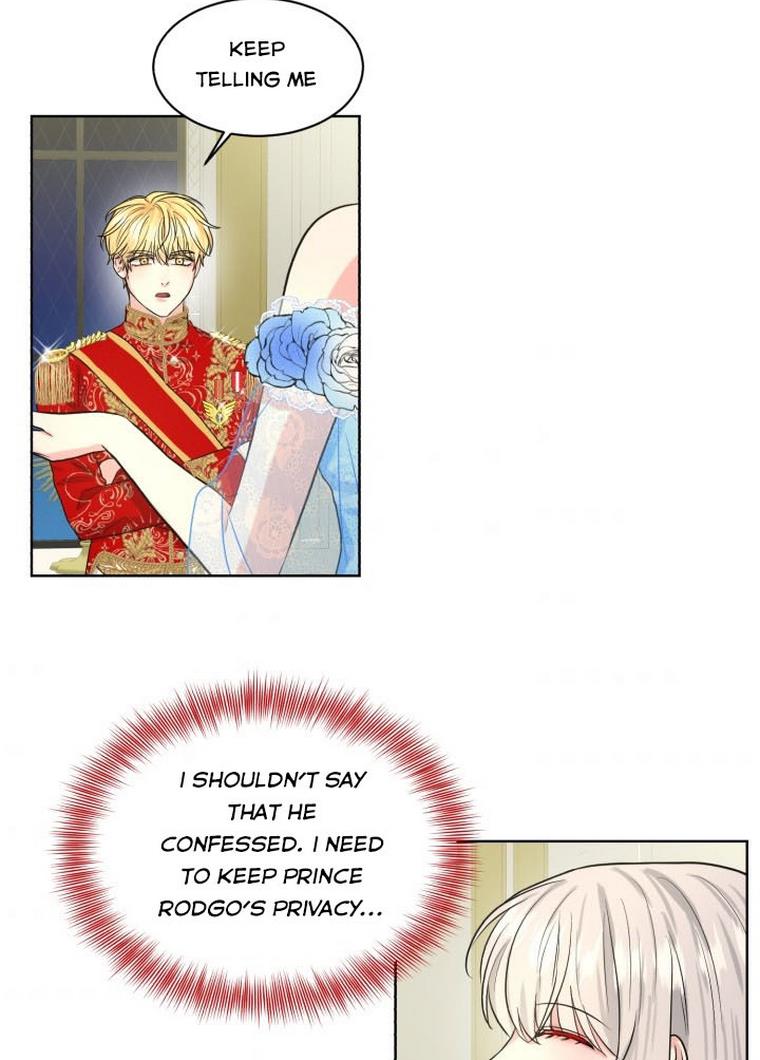 KEEP
TELLING ME
I SHOULDN'T SAY
THAT HE
CONFESSED. I NEED
TO KEEP PRINCE
RODGO'S PRIVACY...